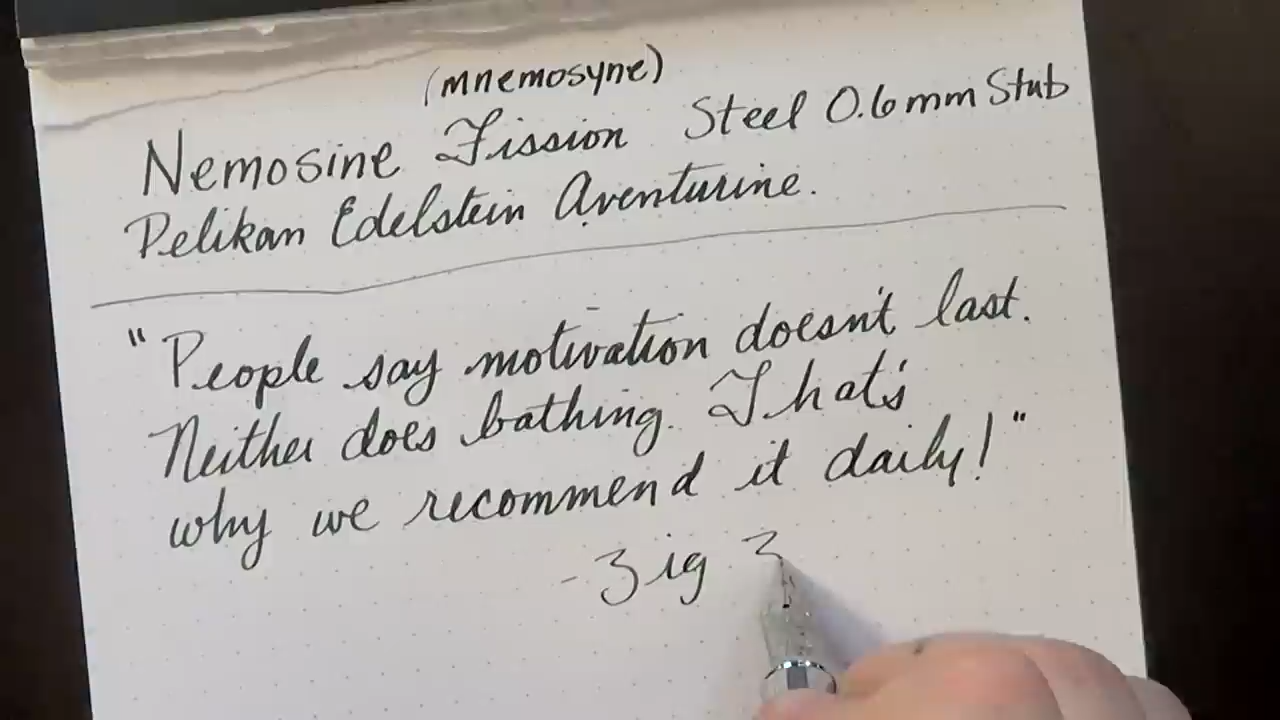 (mnemosyne)
Nemosine Fission Steel 0.6mm Stub
Pelikan Edelstein Aventurine.
"People say motivation doesn't last.
Neither does bathing. That's
why we recommend it daily!"
- Zig Z